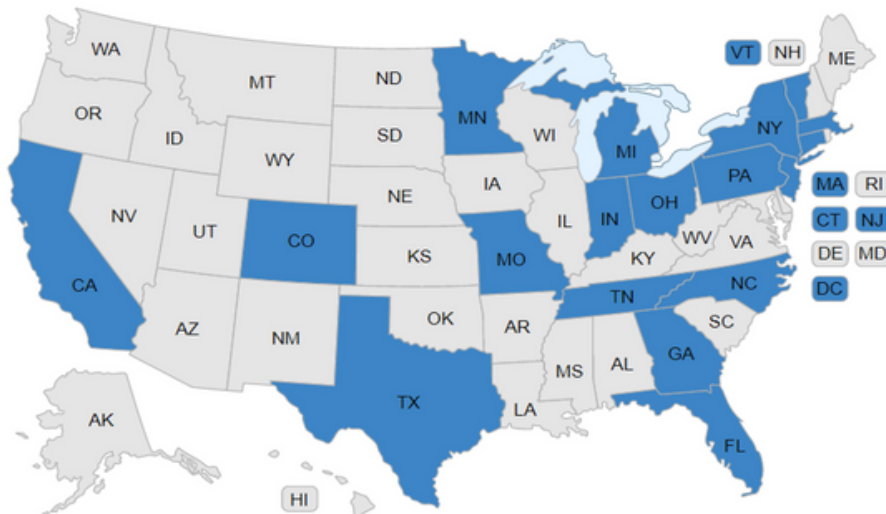 WA
MT
ND
MN
VT NH
ME
OR
ID
SD
WI
MI
NY
WY
NE
IA
PA
MA RI
NV
UT
CO
IL
IN
OH
CT NJ
KS
MO
KY
WV
VA
DE MD
CA
TN
NC
DC
AZ
NM
OK
AR
SC
MS
AL
GA
TX
LA
AK
FL
HI